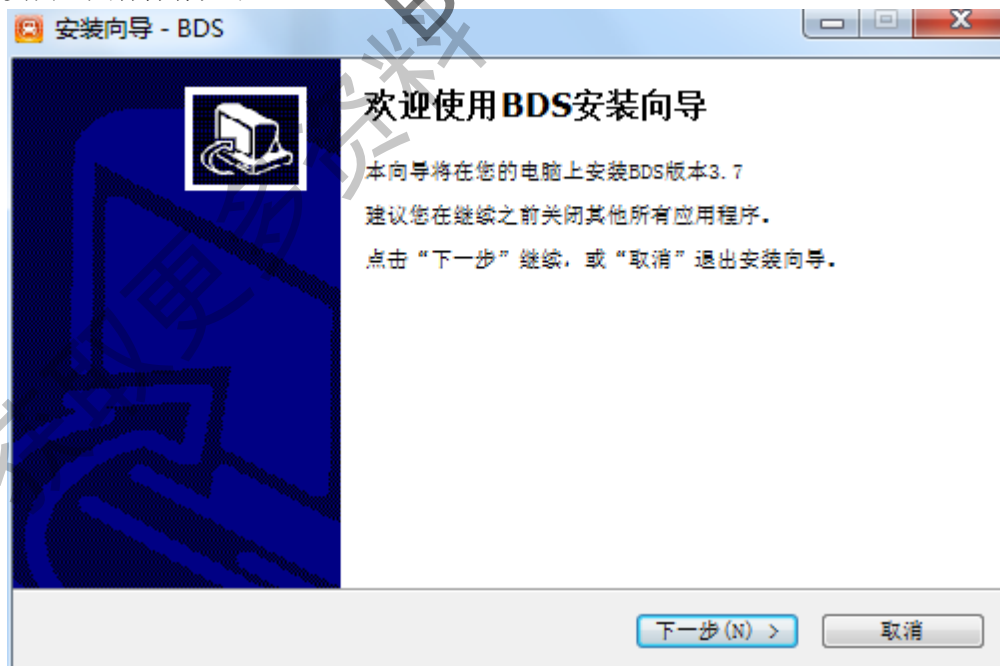 安装向导 - BDS
欢迎使用BDS安装向导
本向导将在您的电脑上安装BDS版本3.7
建议您在继续之前关闭其他所有应用程序。
点击“下一步”继续，或“取消”退出安装向导。
下一步(N) >
取消